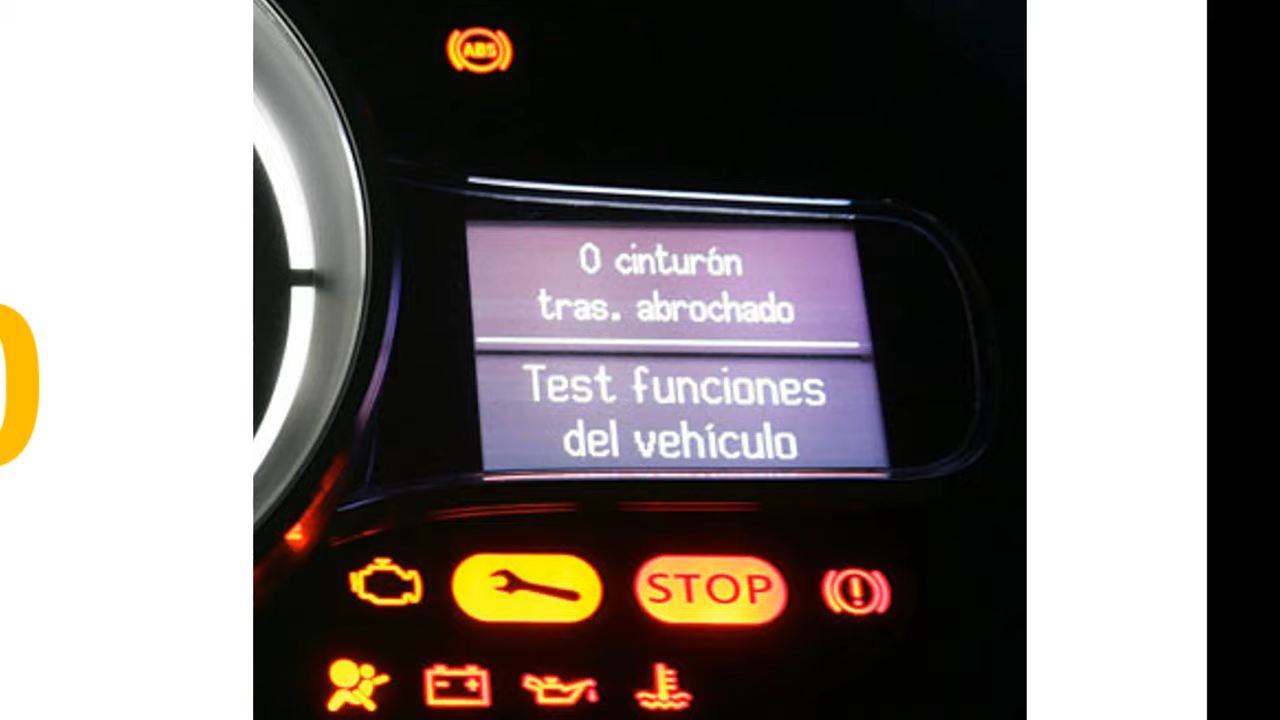 ABS
0 cinturón
tras. abrochado
Test funciones
del vehículo
STOP